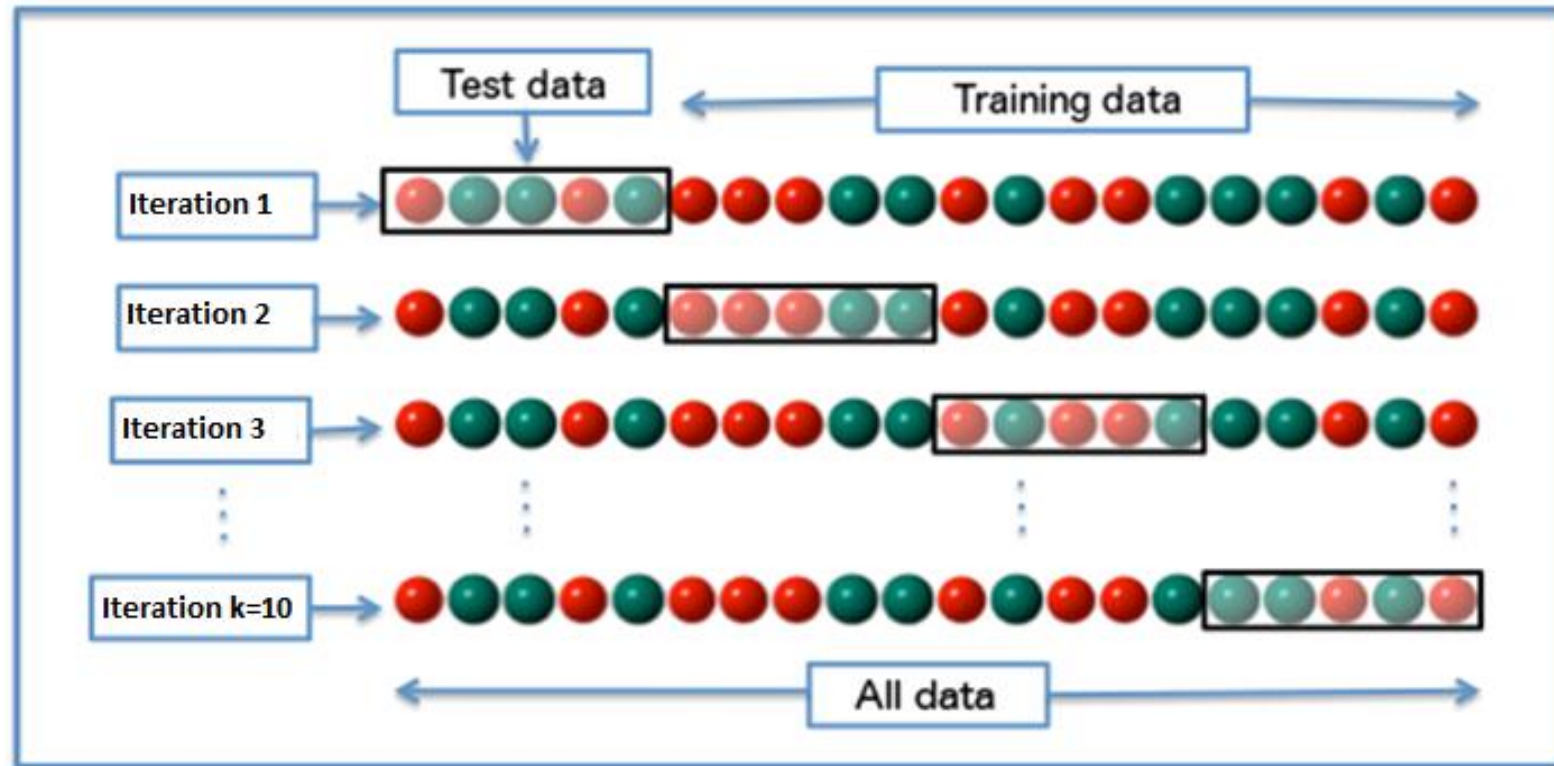 Test data
Training data
Iteration 1
Iteration 2
Iteration 3
Iteration k=10
All data